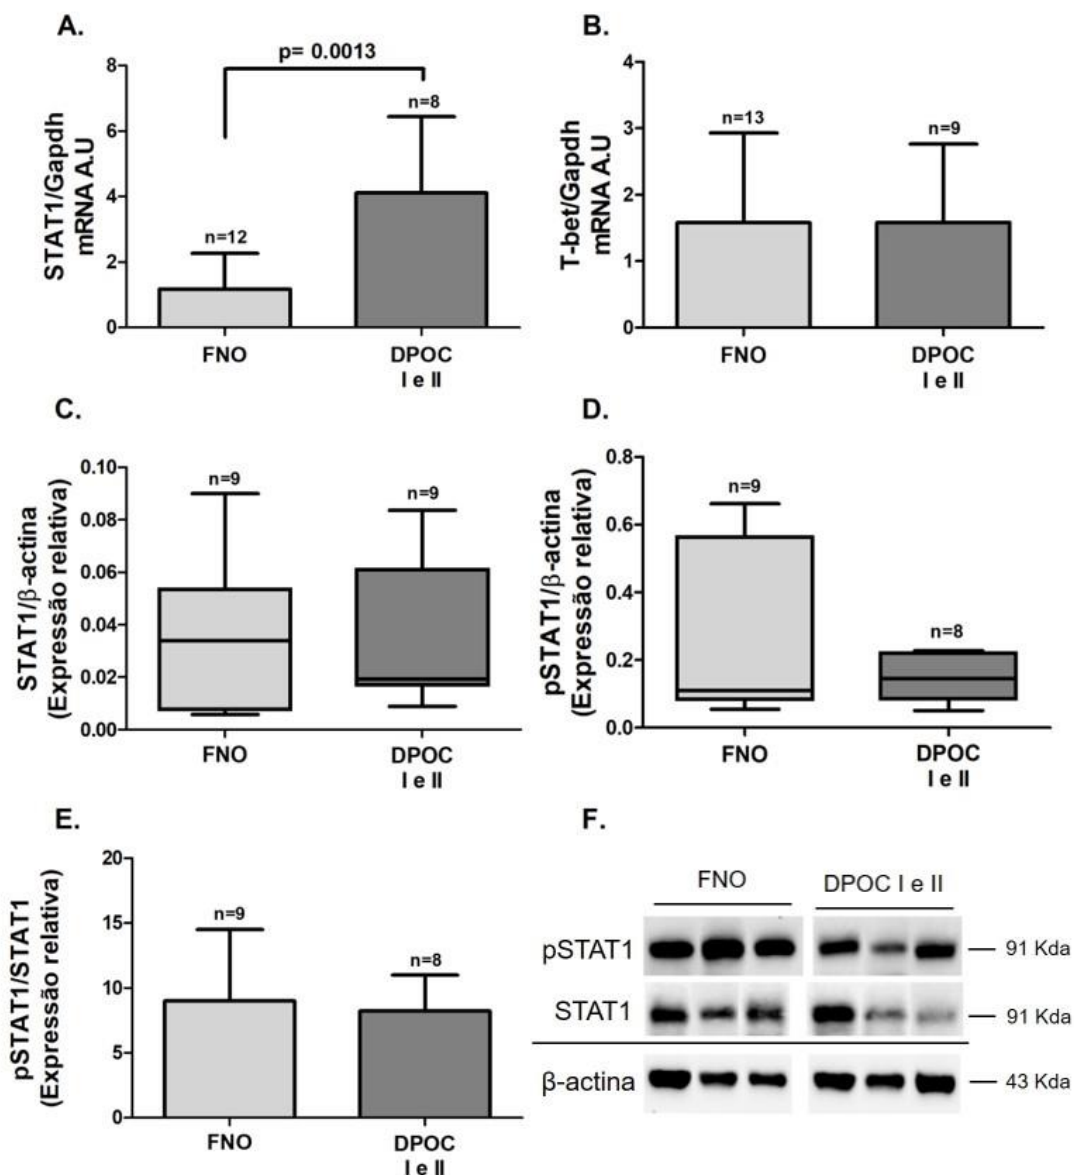 A.
p= 0.0013
STAT1/Gapdh
mRNA A.U
8
6
4
2
0
n=12
n=8
FNO
DPOC
I e II
B.
T-bet/Gapdh
mRNA A.U
4
3
2
1
0
n=13
n=9
FNO
DPOC
I e II
C.
STAT1/β-actina
(Expressão relativa)
0.10
0.08
0.06
0.04
0.02
0.00
n=9
n=9
FNO
DPOC
I e II
D.
pSTAT1/β-actina
(Expressão relativa)
0.8
0.6
0.4
0.2
0.0
n=9
n=8
FNO
DPOC
I e II
E.
pSTAT1/STAT1
(Expressão relativa)
20
15
10
5
0
n=9
n=8
FNO
DPOC
I e II
F.
FNO
DPOC I e II
pSTAT1
91 Kda
STAT1
91 Kda
β-actina
43 Kda